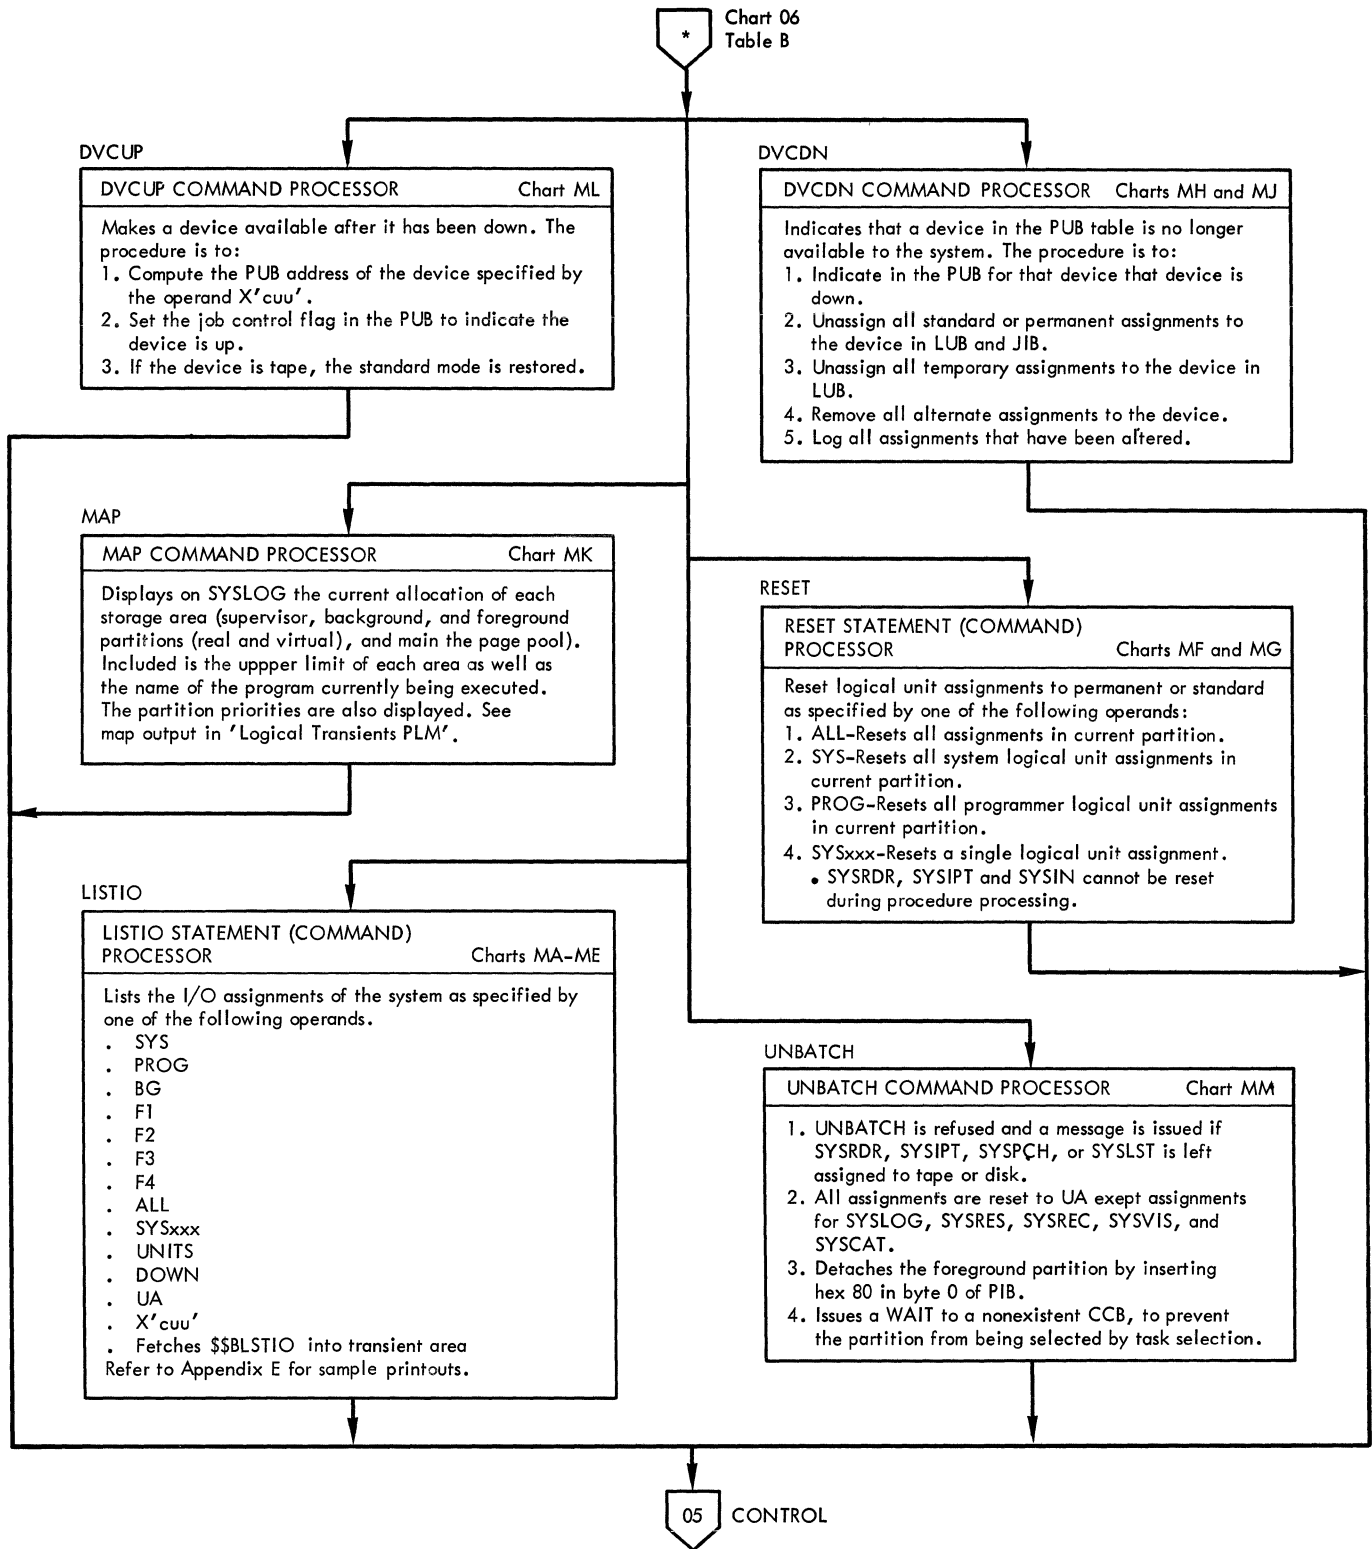 *
Chart 06
Table B
DVCUP
DVCUP COMMAND PROCESSOR Chart ML
Makes a device available after it has been down. The
procedure is to:
1. Compute the PUB address of the device specified by
the operand X'cuu'.
2. Set the job control flag in the PUB to indicate the
device is up.
3. If the device is tape, the standard mode is restored.
DVCDN
DVCDN COMMAND PROCESSOR Charts MH and MJ
Indicates that a device in the PUB table is no longer
available to the system. The procedure is to:
1. Indicate in the PUB for that device that device is
down.
2. Unassign all standard or permanent assignments to
the device in LUB and JIB.
3. Unassign all temporary assignments to the device in
LUB.
4. Remove all alternate assignments to the device.
5. Log all assignments that have been altered.
MAP
MAP COMMAND PROCESSOR Chart MK
Displays on SYSLOG the current allocation of each
storage area (supervisor, background, and foreground
partitions (real and virtual), and main the page pool).
Included is the uppper limit of each area as well as
the name of the program currently being executed.
The partition priorities are also displayed. See
map output in 'Logical Transients PLM'.
RESET
RESET STATEMENT (COMMAND)
PROCESSOR Charts MF and MG
Reset logical unit assignments to permanent or standard
as specified by one of the following operands:
1. ALL-Resets all assignments in current partition.
2. SYS-Resets all system logical unit assignments in
current partition.
3. PROG-Resets all programmer logical unit assignments
in current partition.
4. SYSxxx-Resets a single logical unit assignment.
• SYSRDR, SYSIPT and SYSIN cannot be reset
during procedure processing.
LISTIO
LISTIO STATEMENT (COMMAND)
PROCESSOR Charts MA-ME
Lists the I/O assignments of the system as specified by
one of the following operands.
. SYS
. PROG
. BG
. F1
. F2
. F3
. F4
. ALL
. SYSxxx
. UNITS
. DOWN
. UA
. X'cuu'
. Fetches $$BLSTIO into transient area
Refer to Appendix E for sample printouts.
UNBATCH
UNBATCH COMMAND PROCESSOR Chart MM
1. UNBATCH is refused and a message is issued if
SYSRDR, SYSIPT, SYSPCH, or SYSLST is left
assigned to tape or disk.
2. All assignments are reset to UA exept assignments
for SYSLOG, SYSRES, SYSREC, SYSVIS, and
SYSCAT.
3. Detaches the foreground partition by inserting
hex 80 in byte 0 of PIB.
4. Issues a WAIT to a nonexistent CCB, to prevent
the partition from being selected by task selection.
05 CONTROL